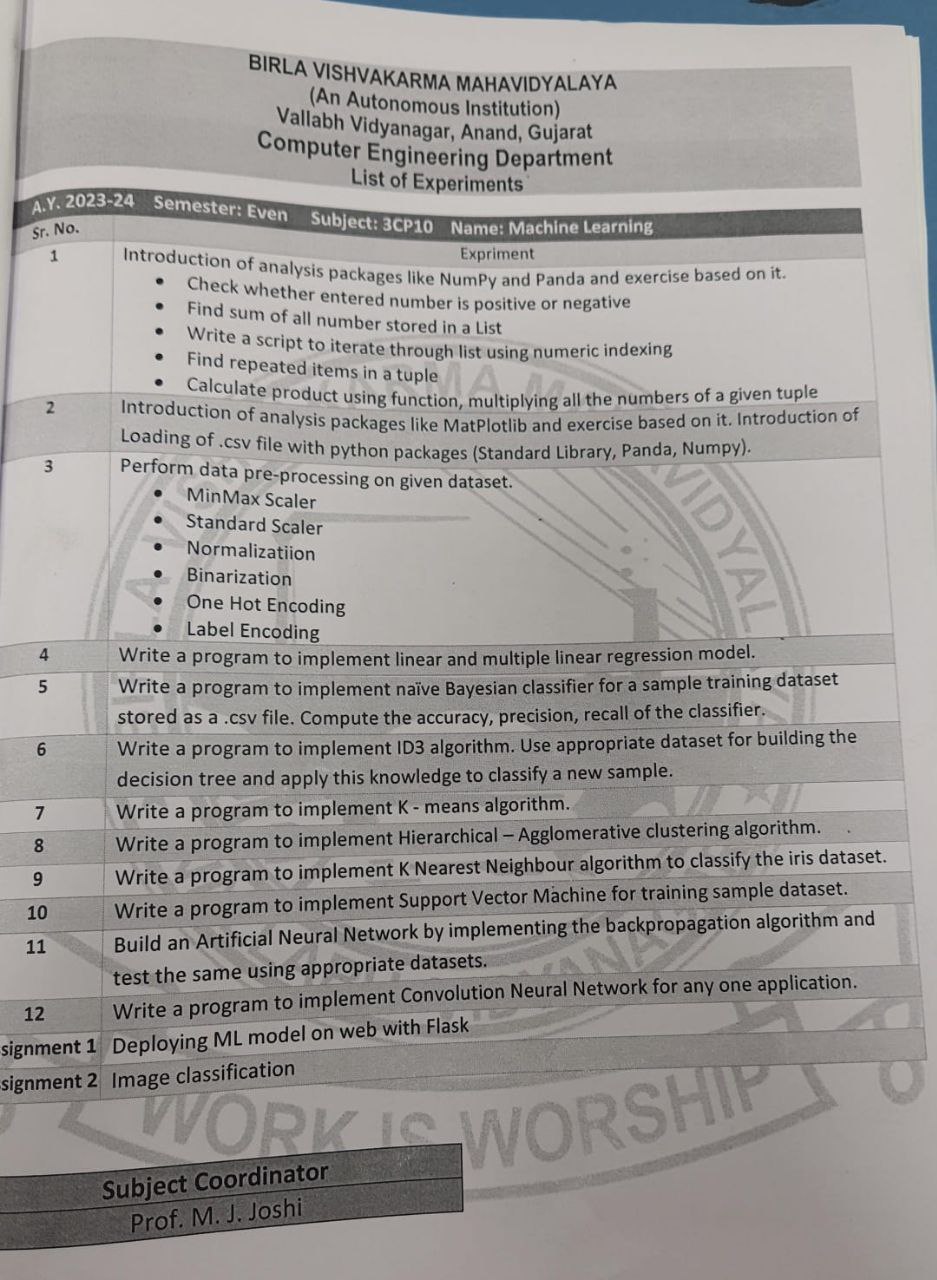 BIRLA VISHVAKARMA MAHAVIDYALAYA
(An Autonomous Institution)
Vallabh Vidyanagar, Anand, Gujarat
Computer Engineering Department
List of Experiments
A.Y. 2023-24 Semester: Even Subject: 3CP10 Name: Machine Learning
Sr. No. Expriment
1 Introduction of analysis packages like NumPy and Panda and exercise based on it.
• Check whether entered number is positive or negative
• Find sum of all number stored in a List
• Write a script to iterate through list using numeric indexing
• Find repeated items in a tuple
• Calculate product using function, multiplying all the numbers of a given tuple
2 Introduction of analysis packages like MatPlotlib and exercise based on it. Introduction of
Loading of .csv file with python packages (Standard Library, Panda, Numpy).
3 Perform data pre-processing on given dataset.
• MinMax Scaler
• Standard Scaler
• Normalizatiion
• Binarization
• One Hot Encoding
• Label Encoding
4 Write a program to implement linear and multiple linear regression model.
5 Write a program to implement naïve Bayesian classifier for a sample training dataset
stored as a .csv file. Compute the accuracy, precision, recall of the classifier.
6 Write a program to implement ID3 algorithm. Use appropriate dataset for building the
decision tree and apply this knowledge to classify a new sample.
7 Write a program to implement K - means algorithm.
8 Write a program to implement Hierarchical – Agglomerative clustering algorithm.
9 Write a program to implement K Nearest Neighbour algorithm to classify the iris dataset.
10 Write a program to implement Support Vector Machine for training sample dataset.
11 Build an Artificial Neural Network by implementing the backpropagation algorithm and
test the same using appropriate datasets.
12 Write a program to implement Convolution Neural Network for any one application.
signment 1 Deploying ML model on web with Flask
signment 2 Image classification
WORK IS WORSHIP
Subject Coordinator
Prof. M. J. Joshi